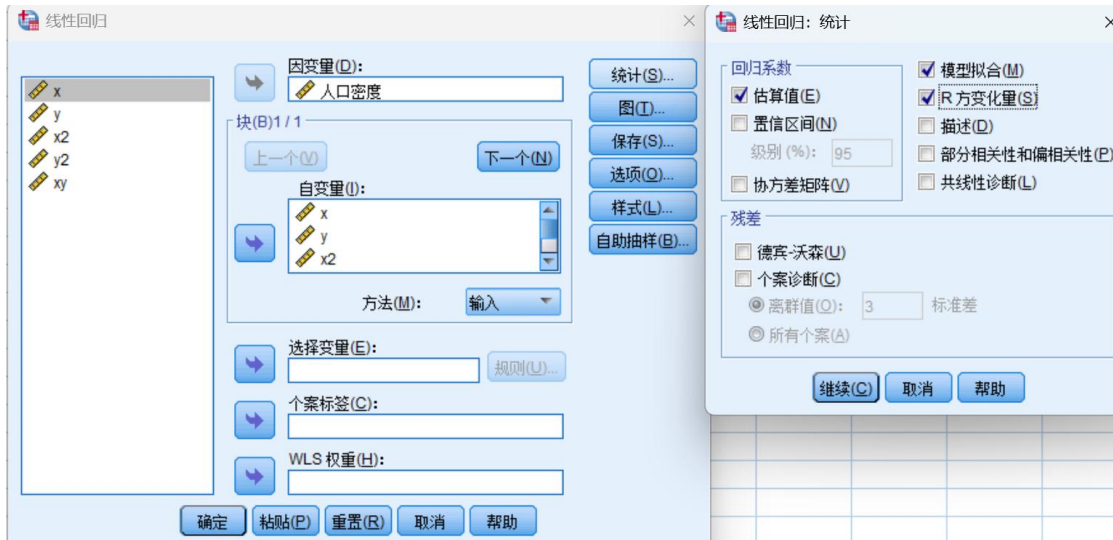 线性回归
x
y
x2
y2
xy
因变量(D):
人口密度
块(B)1 / 1
上一个(V)
下一个(N)
自变量(I):
x
y
x2
方法(M):
输入
选择变量(E):
规则(U)...
个案标签(C):
WLS 权重(H):
统计(S)...
图(T)...
保存(S)...
选项(O)...
样式(L)...
自助抽样(B)...
确定
粘贴(P)
重置(R)
取消
帮助
线性回归：统计
回归系数
估算值(E)
置信区间(N)
级别 (%): 95
协方差矩阵(V)
模型拟合(M)
R 方变化量(S)
描述(D)
部分相关性和偏相关性(P)
共线性诊断(L)
残差
德宾-沃森(U)
个案诊断(C)
离群值(O): 3 标准差
所有个案(A)
继续(C)
取消
帮助